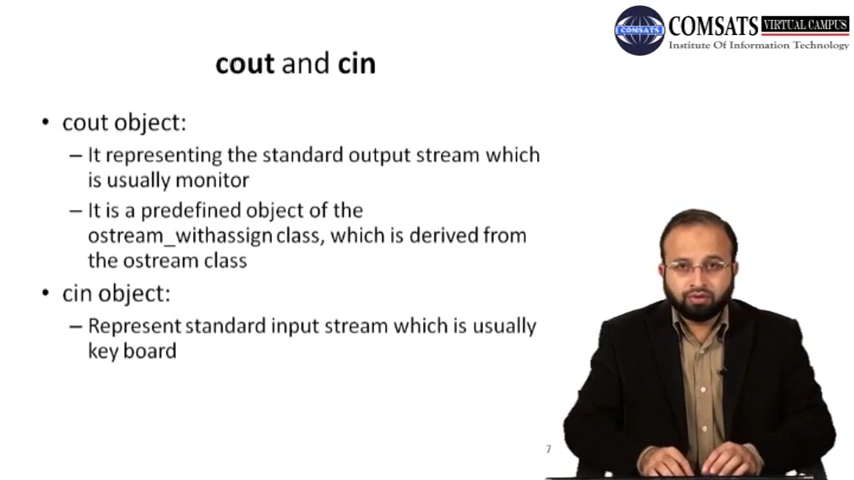 COMSATS
COMSATS VIRTUAL CAMPUS
Institute Of Information Technology
cout and cin
• cout object:
– It representing the standard output stream which
is usually monitor
– It is a predefined object of the
ostream_withassign class, which is derived from
the ostream class
• cin object:
– Represent standard input stream which is usually
key board
7